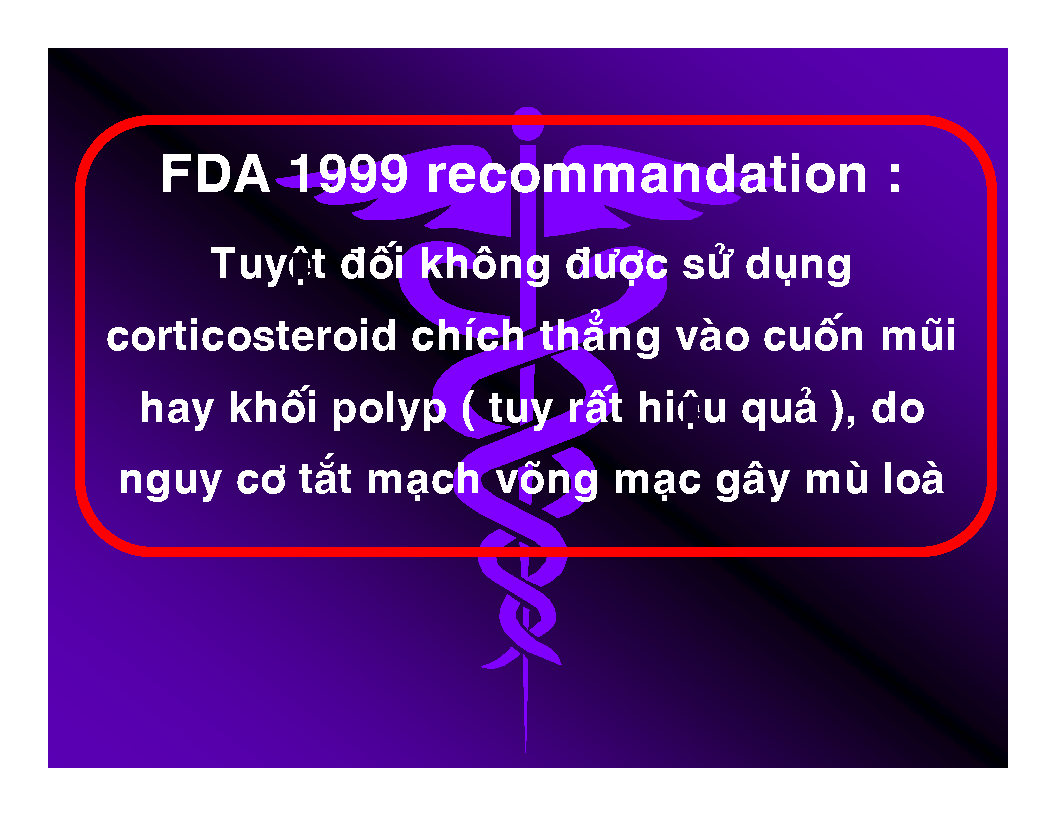 FDA 1999 recommandation :
Tuyệt đối không được sử dụng
corticosteroid chích thẳng vào cuốn mũi
hay khối polyp ( tuy rất hiệu quả ), do
nguy cơ tắt mạch võng mạc gây mù loà